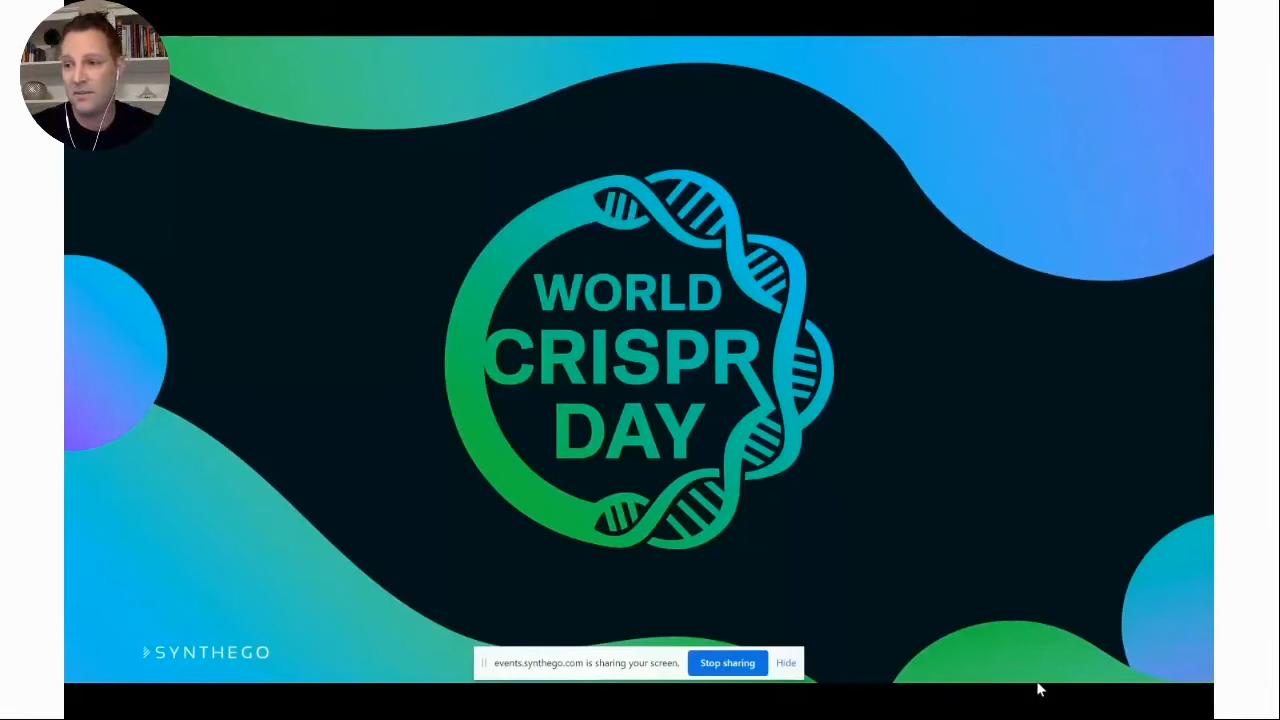 WORLD
CRISPR
DAY
SYNTHEGO
events.synthego.com is sharing your screen.
Stop sharing
Hide